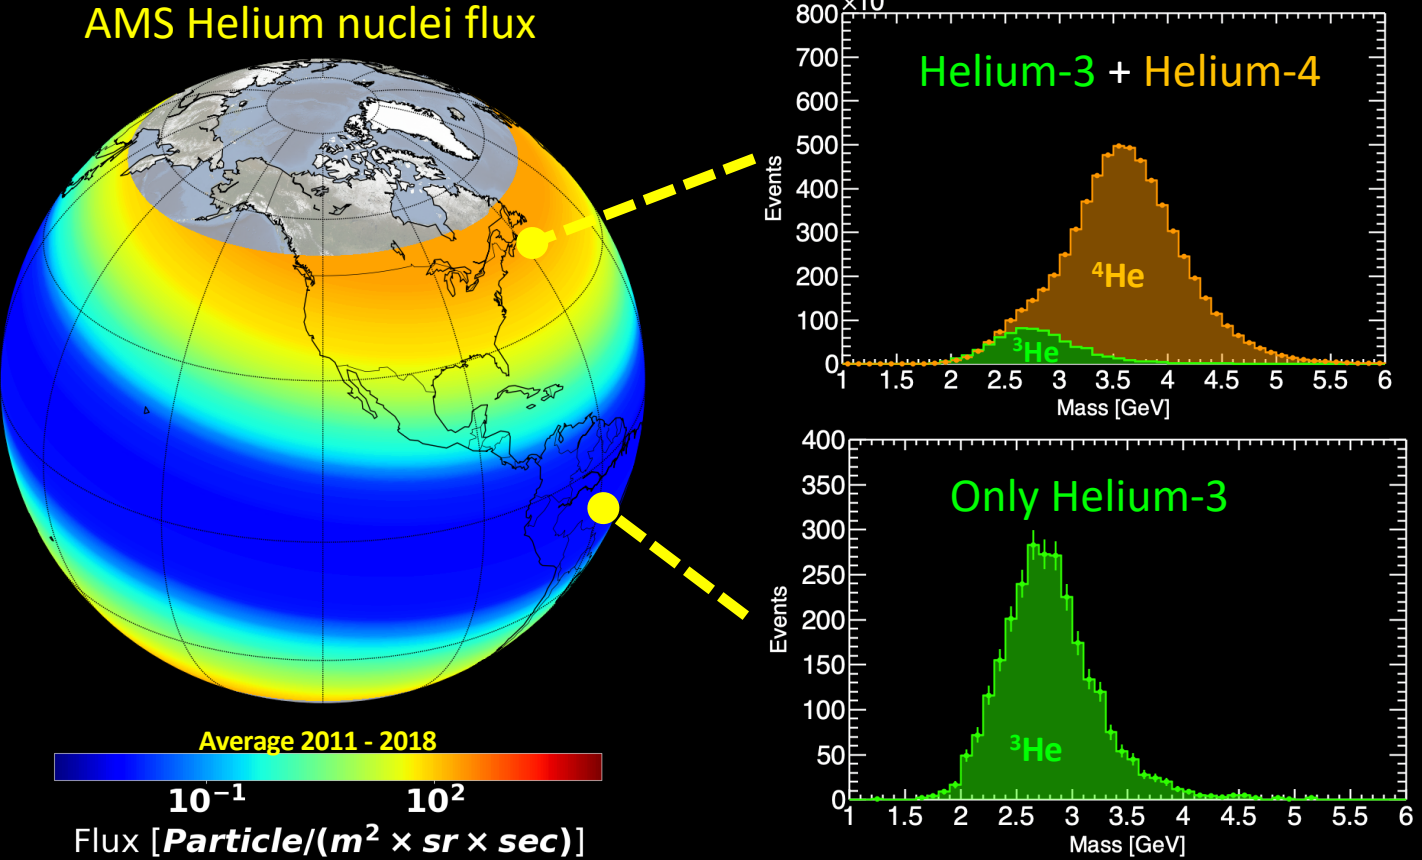 AMS Helium nuclei flux
Average 2011 - 2018
10⁻¹ 10²
Flux [Particle/(m² × sr × sec)]
800
700
600
500
400
300
200
100
0
Events
Helium-3 + Helium-4
⁴He
³He
1 1.5 2 2.5 3 3.5 4 4.5 5 5.5 6
Mass [GeV]
400
350
300
250
200
150
100
50
0
Events
Only Helium-3
³He
1 1.5 2 2.5 3 3.5 4 4.5 5 5.5 6
Mass [GeV]